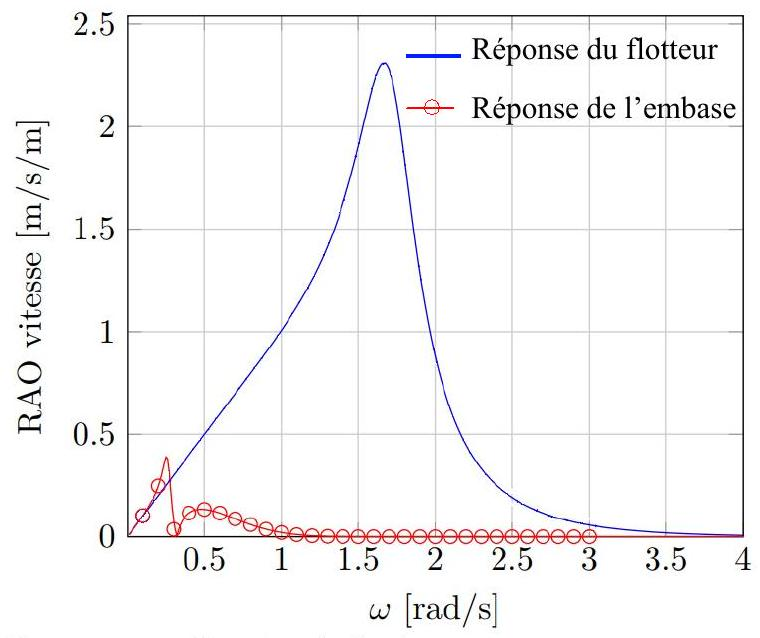 Réponse du flotteur
Réponse de l'embase
RAO vitesse [m/s/m]
2.5
2
1.5
1
0.5
0
0.5 1 1.5 2 2.5 3 3.5 4
ω [rad/s]